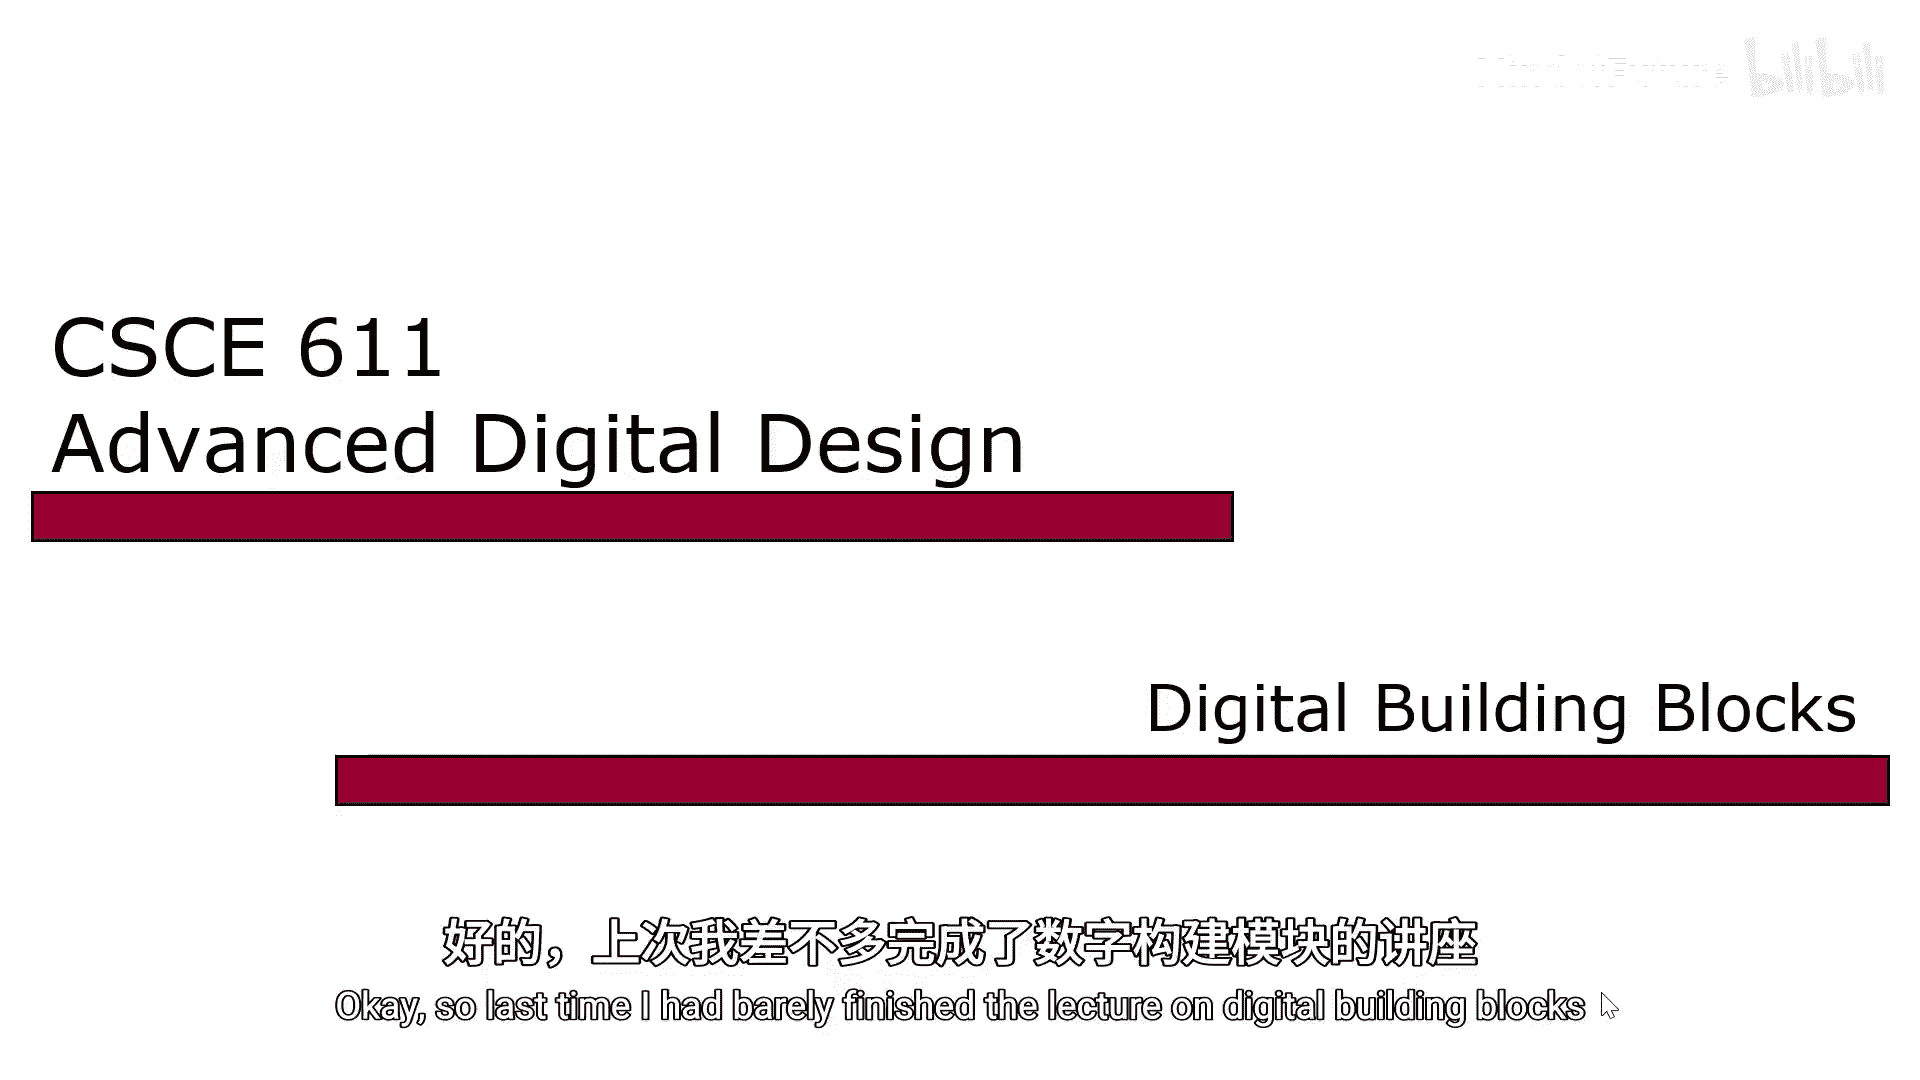 bilibili
CSCE 611
Advanced Digital Design
Digital Building Blocks
好的，上次我差不多完成了数字构建模块的讲座
Okay, so last time I had barely finished the lecture on digital building blocks